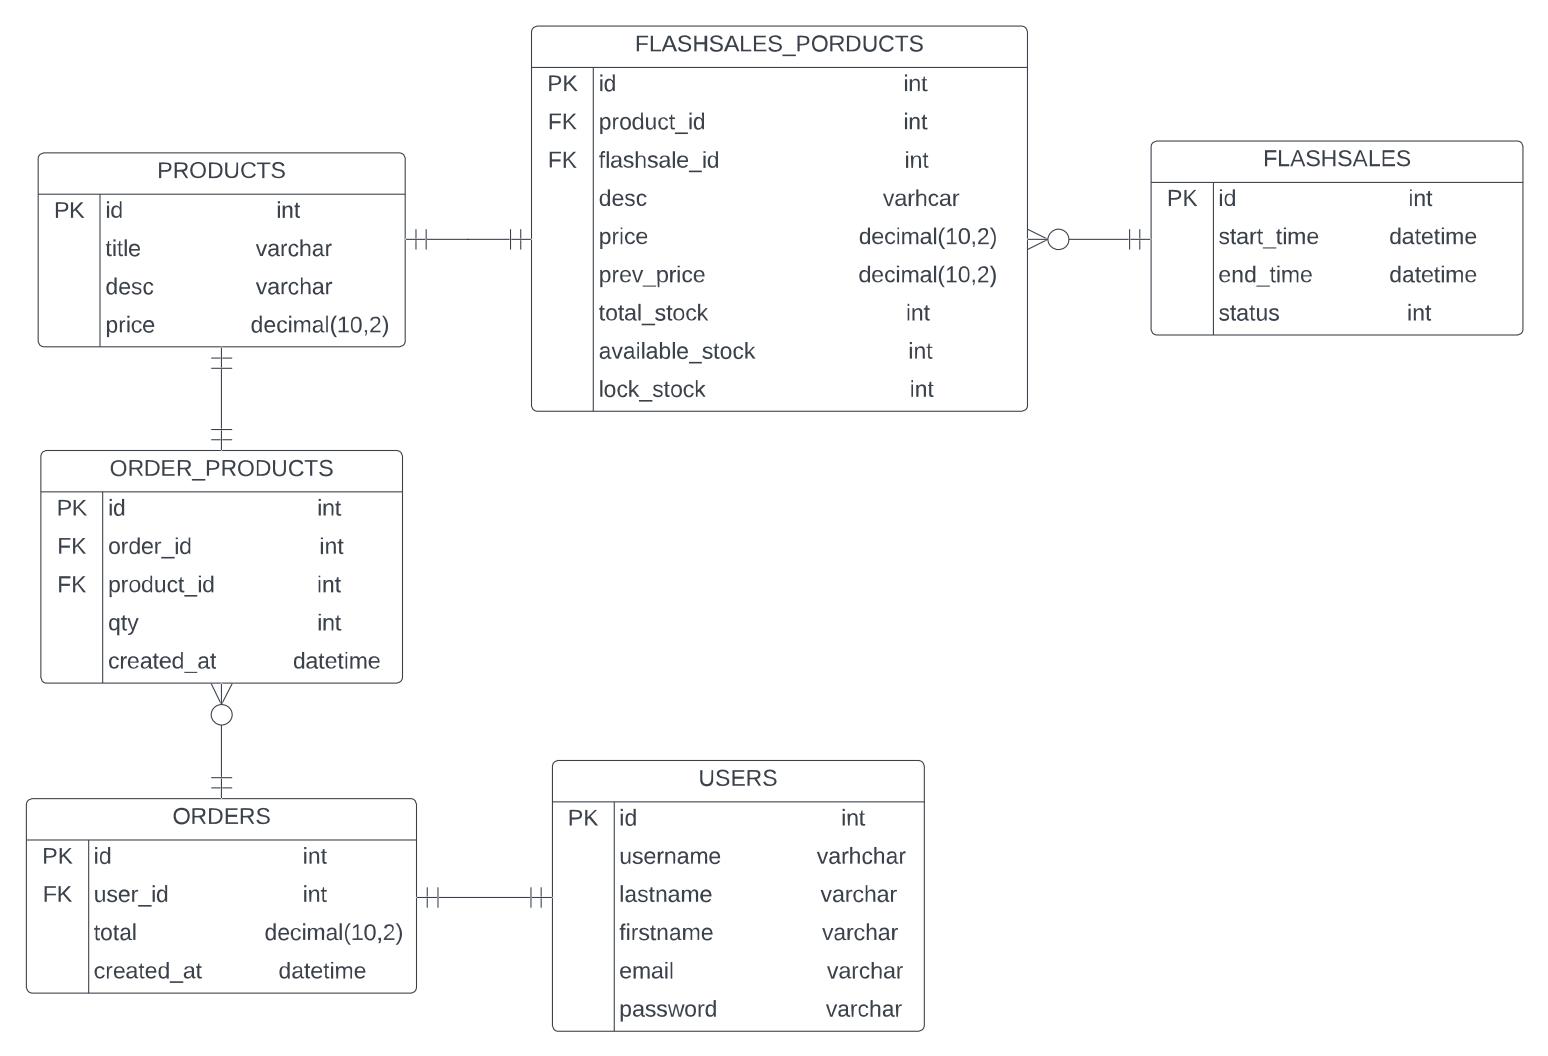 FLASHSALES_PORDUCTS
PK id int
FK product_id int
FK flashsale_id int
desc varhcar
price decimal(10,2)
prev_price decimal(10,2)
total_stock int
available_stock int
lock_stock int
PRODUCTS
PK id int
title varchar
desc varchar
price decimal(10,2)
FLASHSALES
PK id int
start_time datetime
end_time datetime
status int
ORDER_PRODUCTS
PK id int
FK order_id int
FK product_id int
qty int
created_at datetime
ORDERS
PK id int
FK user_id int
total decimal(10,2)
created_at datetime
USERS
PK id int
username varhchar
lastname varchar
firstname varchar
email varchar
password varchar